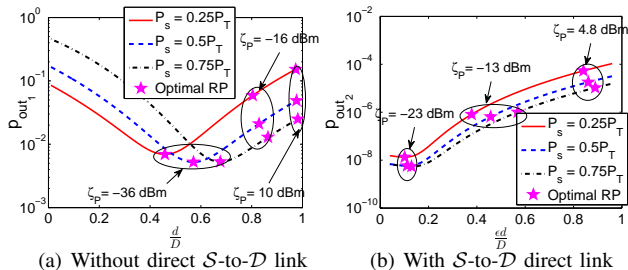 P_s = 0.25P_T
P_s = 0.5P_T
P_s = 0.75P_T
Optimal RP
ζ_P = −16 dBm
ζ_P = −36 dBm
ζ_P = 10 dBm
p_out
10^0
10^−1
10^−2
10^−3
0 0.2 0.4 0.6 0.8 1
d/D
(a) Without direct S-to-D link
ζ_P = 4.8 dBm
ζ_P = −13 dBm
ζ_P = −23 dBm
P_s = 0.25P_T
P_s = 0.5P_T
P_s = 0.75P_T
Optimal RP
p_out_2
10^−4
10^−6
10^−8
10^−10
0 0.2 0.4 0.6 0.8 1
ϵd/D
(b) With S-to-D direct link